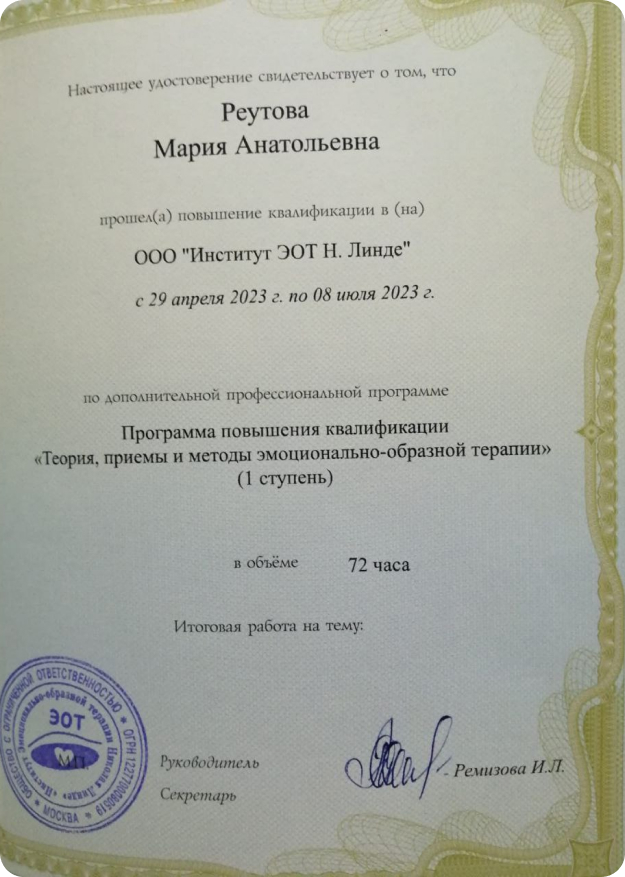 Настоящее удостоверение свидетельствует о том, что
Реутова
Мария Анатольевна
прошел(а) повышение квалификации в (на)
ООО "Институт ЭОТ Н. Линде"
с 29 апреля 2023 г. по 08 июля 2023 г.
по дополнительной профессиональной программе
Программа повышения квалификации
«Теория, приемы и методы эмоционально-образной терапии»
(1 ступень)
в объёме 72 часа
Итоговая работа на тему:
ОБЩЕСТВО С ОГРАНИЧЕННОЙ ОТВЕТСТВЕННОСТЬЮ * ОГРН 1227700080519 * МОСКВА *
«Институт Эмоционально-образной терапии Николая Линде»
ЭОТ
М.П.
Руководитель Ремизова И.Л.
Секретарь